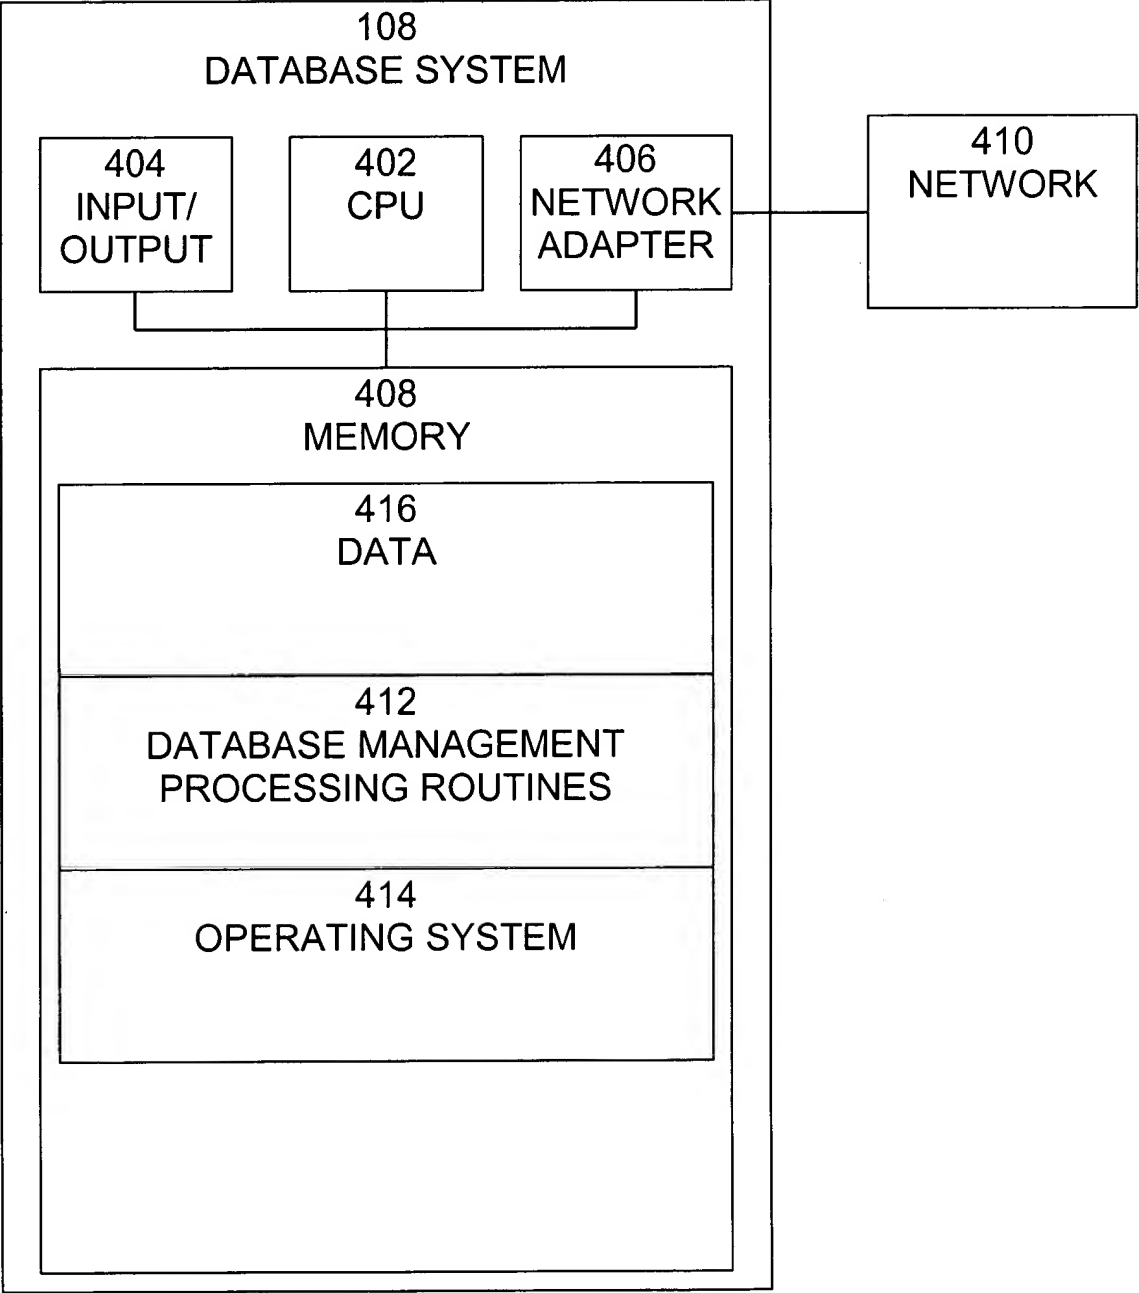 108
DATABASE SYSTEM
404
INPUT/
OUTPUT
402
CPU
406
NETWORK
ADAPTER
410
NETWORK
408
MEMORY
416
DATA
412
DATABASE MANAGEMENT
PROCESSING ROUTINES
414
OPERATING SYSTEM